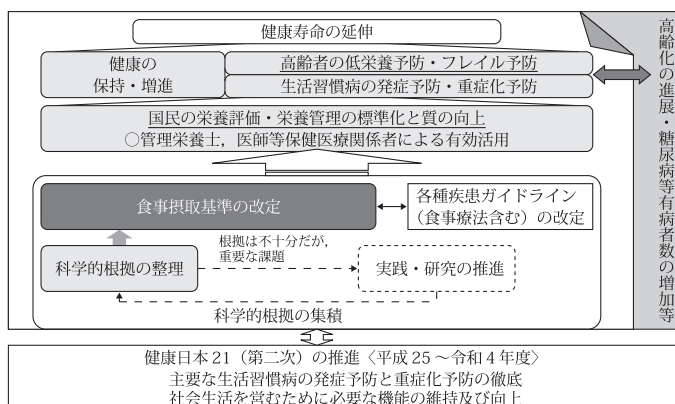 健康寿命の延伸
健康の
保持・増進
高齢者の低栄養予防・フレイル予防
生活習慣病の発症予防・重症化予防
国民の栄養評価・栄養管理の標準化と質の向上
○管理栄養士，医師等保健医療関係者による有効活用
食事摂取基準の改定
各種疾患ガイドライン
（食事療法含む）の改定
根拠は不十分だが，
重要な課題
科学的根拠の整理
実践・研究の推進
科学的根拠の集積
高齢化の進展・糖尿病等有病者数の増加等
健康日本 21（第二次）の推進〈平成 25～令和 4 年度〉
主要な生活習慣病の発症予防と重症化予防の徹底
社会生活を営むために必要な機能の維持及び向上